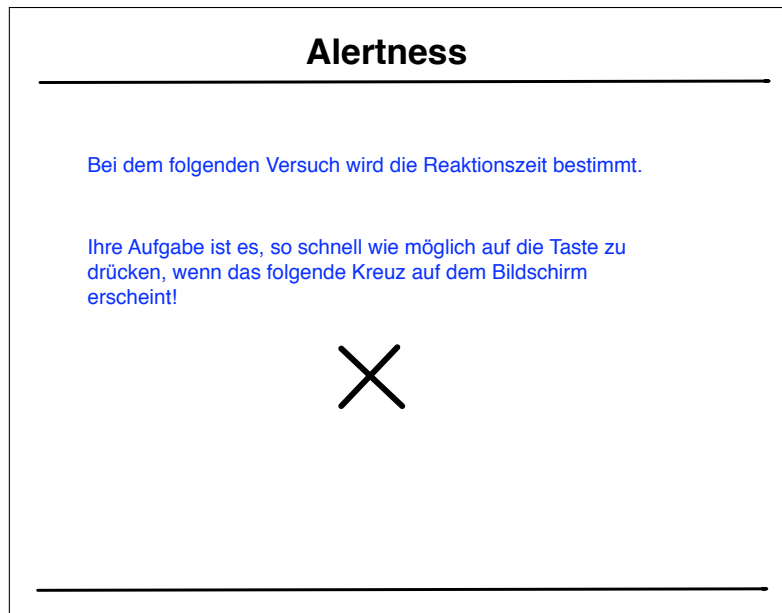 Alertness
Bei dem folgenden Versuch wird die Reaktionszeit bestimmt.
Ihre Aufgabe ist es, so schnell wie möglich auf die Taste zu
drücken, wenn das folgende Kreuz auf dem Bildschirm
erscheint!